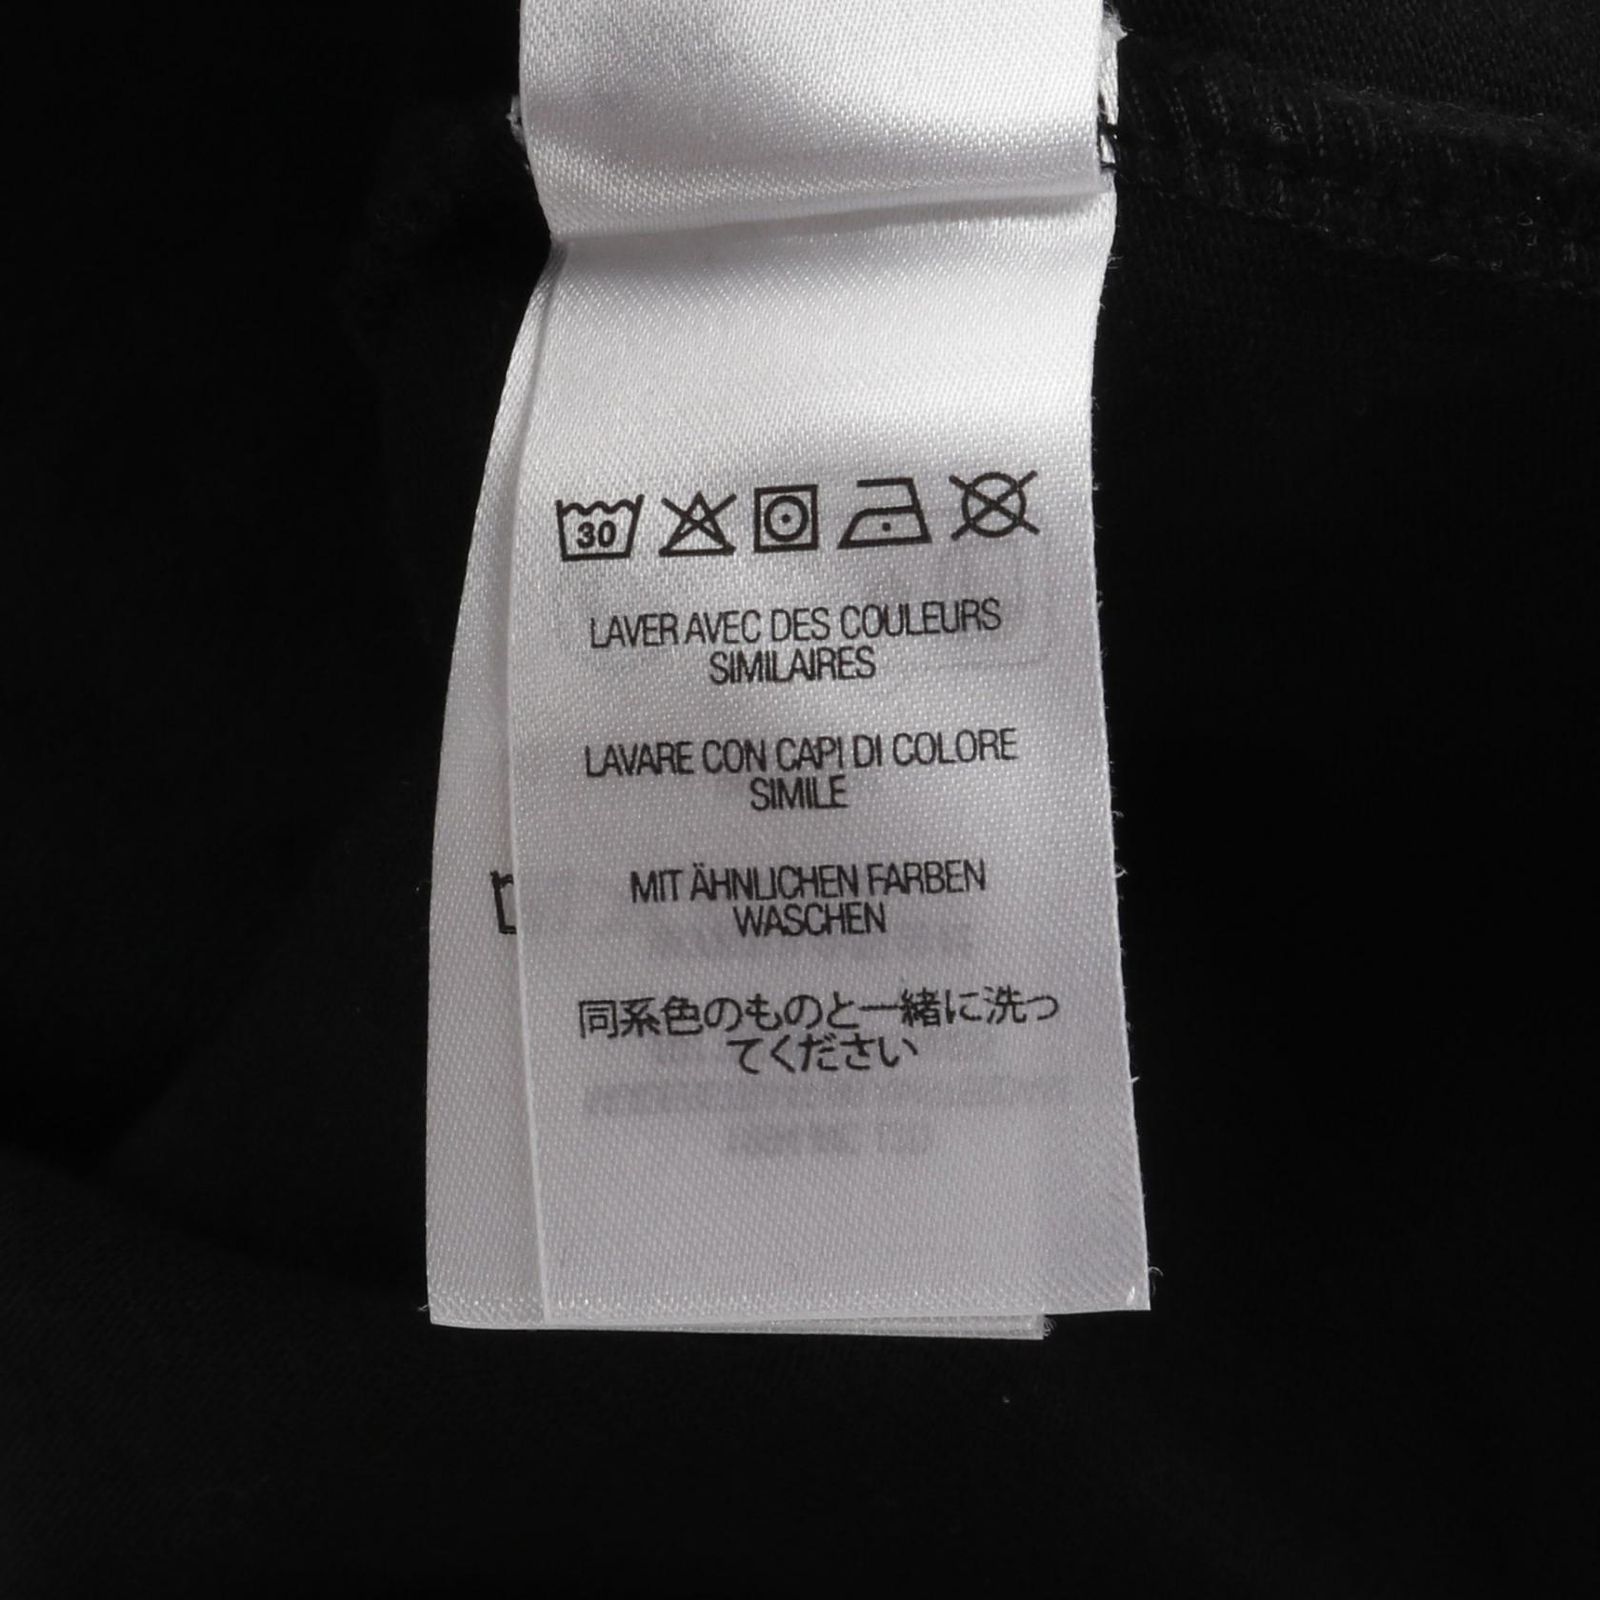 30
LAVER AVEC DES COULEURS
SIMILAIRES
LAVARE CON CAPI DI COLORE
SIMILE
MIT ÄHNLICHEN FARBEN
WASCHEN
同系色のものと一緒に洗っ
てください